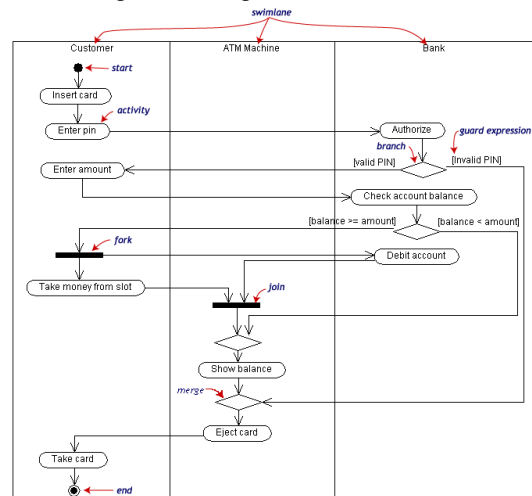 swimlane
Customer
ATM Machine
Bank
start
Insert card
activity
Enter pin
Authorize
guard expression
branch
[valid PIN]
[Invalid PIN]
Enter amount
Check account balance
[balance >= amount]
[balance < amount]
fork
Debit account
Take money from slot
join
Show balance
merge
Eject card
Take card
end